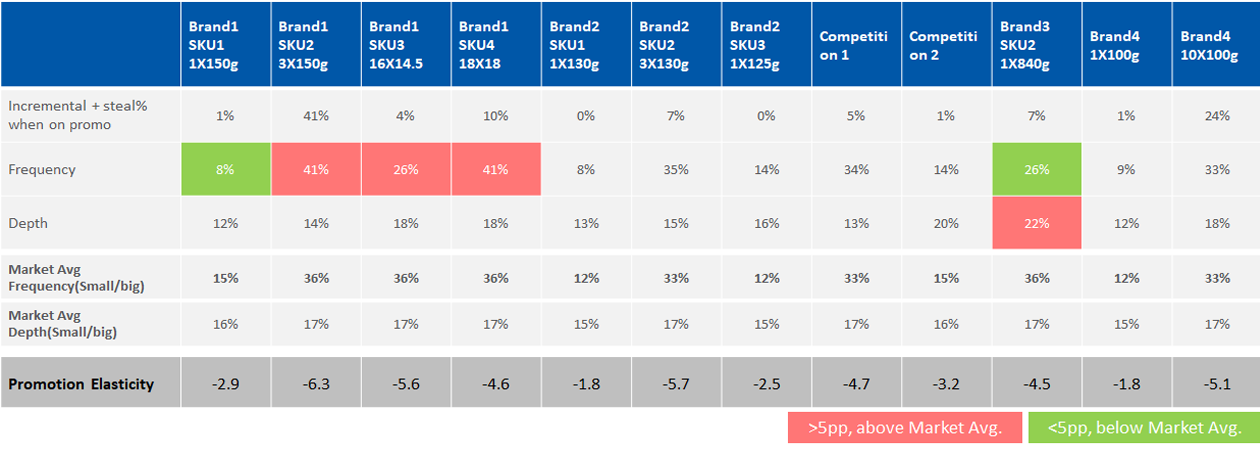 Brand1 SKU1 1X150g Brand1 SKU2 3X150g Brand1 SKU3 16X14.5 Brand1 SKU4 18X18 Brand2 SKU1 1X130g Brand2 SKU2 3X130g Brand2 SKU3 1X125g Competiti on 1 Competiti on 2 Brand3 SKU2 1X840g Brand4 1X100g Brand4 10X100g
Incremental + steal%
when on promo
1% 41% 4% 10% 0% 7% 0% 5% 1% 7% 1% 24%
Frequency 8% 41% 26% 41% 8% 35% 14% 34% 14% 26% 9% 33%
Depth 12% 14% 18% 18% 13% 15% 16% 13% 20% 22% 12% 18%
Market Avg
Frequency(Small/big)
15% 36% 36% 36% 12% 33% 12% 33% 15% 36% 12% 33%
Market Avg
Depth(Small/big)
16% 17% 17% 17% 15% 17% 15% 17% 16% 17% 15% 17%
Promotion Elasticity -2.9 -6.3 -5.6 -4.6 -1.8 -5.7 -2.5 -4.7 -3.2 -4.5 -1.8 -5.1
>5pp, above Market Avg. <5pp, below Market Avg.